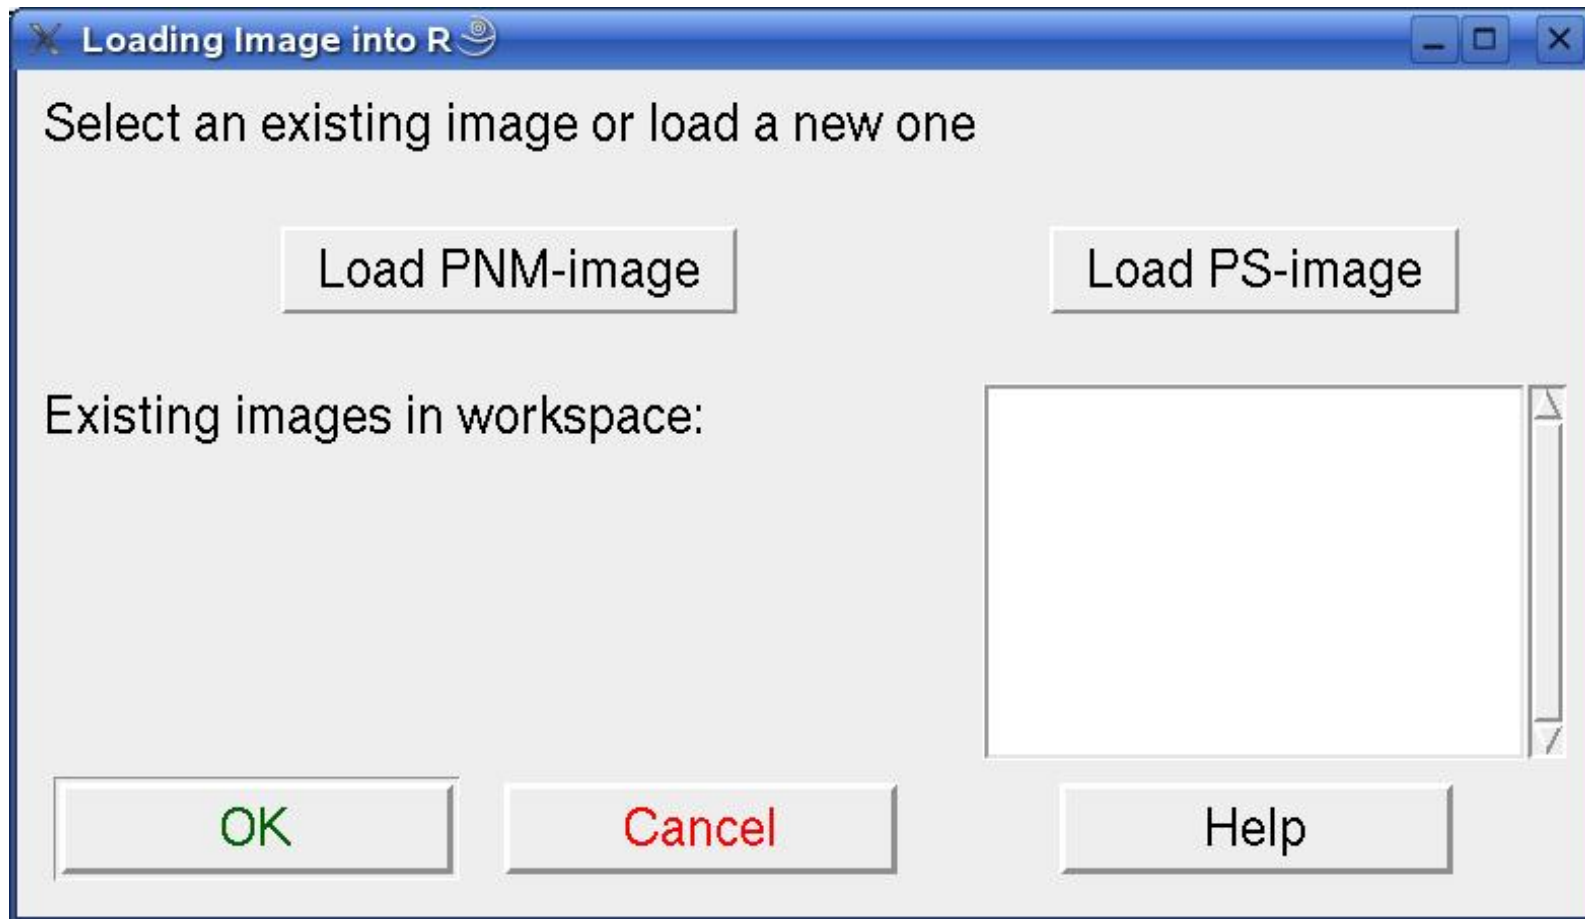 Loading Image into R
Select an existing image or load a new one
Load PNM-image
Load PS-image
Existing images in workspace:
OK
Cancel
Help